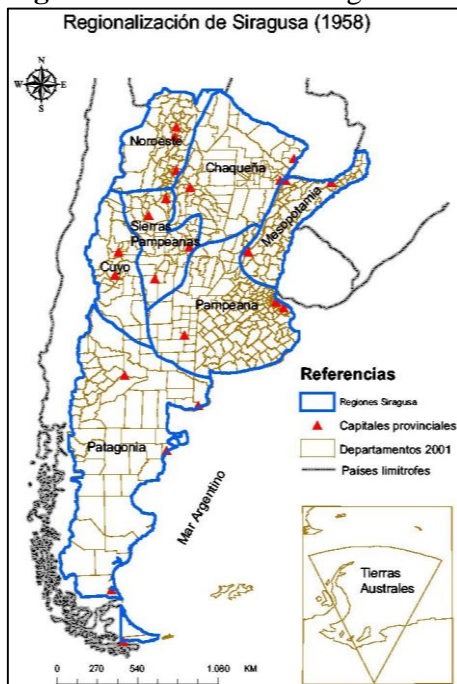 Regionalización de Siragusa (1958)
N
W
E
S
Noroeste
Chaqueña
Mesopotamia
Sierras
Pampeanas
Cuyo
Pampeana
Patagonia
Mar Argentino
Referencias
Regiones Siragusa
Capitales provinciales
Departamentos 2001
Países limítrofes
Tierras
Australes
0 270 540 1.080 KM